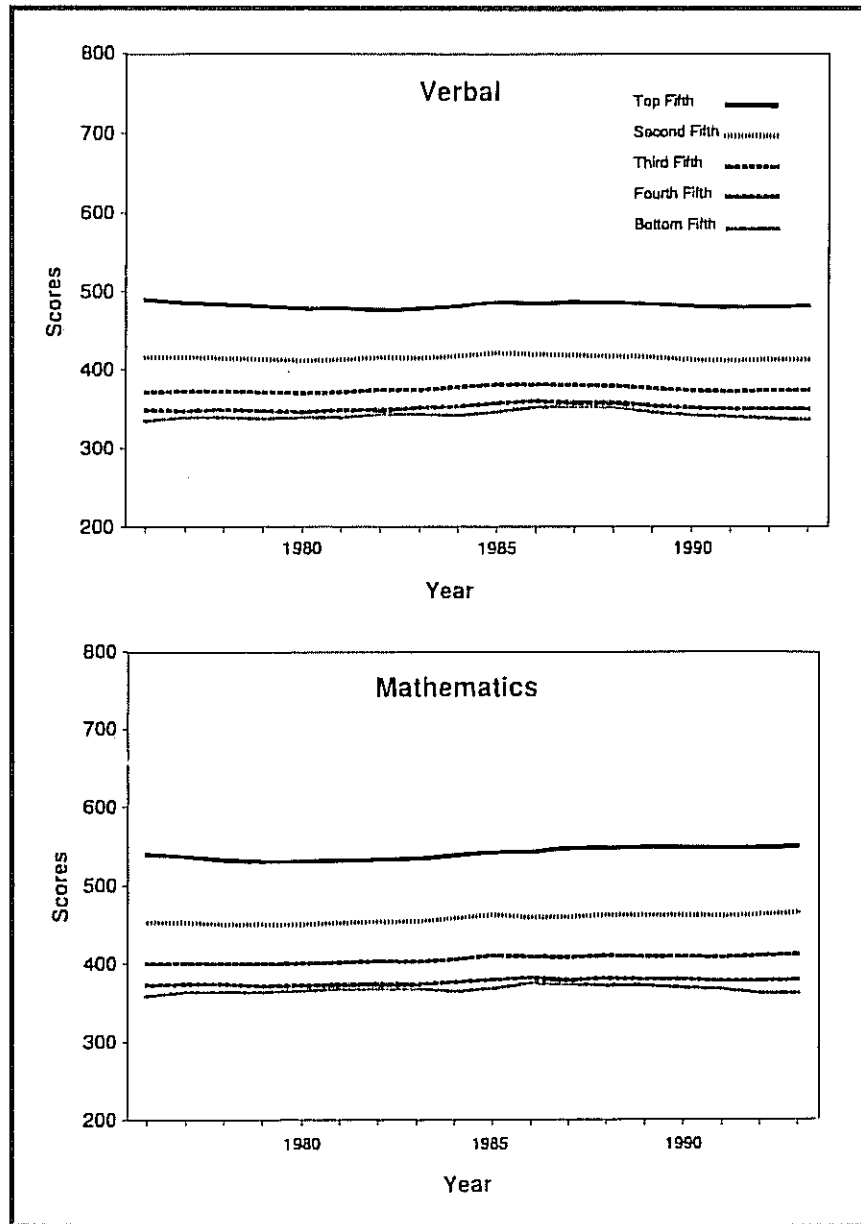 Verbal
Top Fifth
Second Fifth
Third Fifth
Fourth Fifth
Bottom Fifth
800
700
600
500
400
300
200
Scores
1980
1985
1990
Year
Mathematics
800
700
600
500
400
300
200
Scores
1980
1985
1990
Year